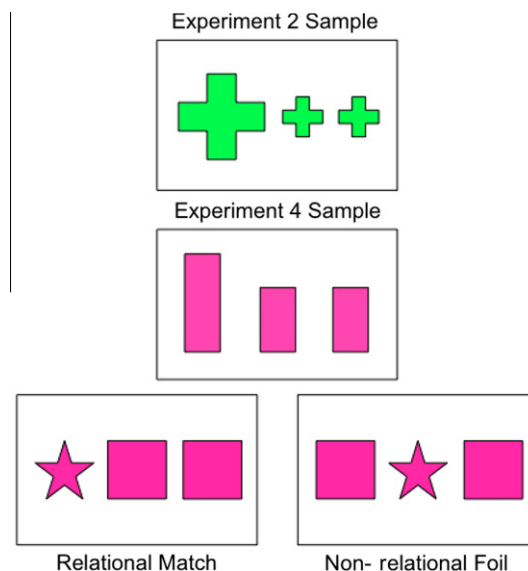 Experiment 2 Sample
Experiment 4 Sample
Relational Match
Non- relational Foil